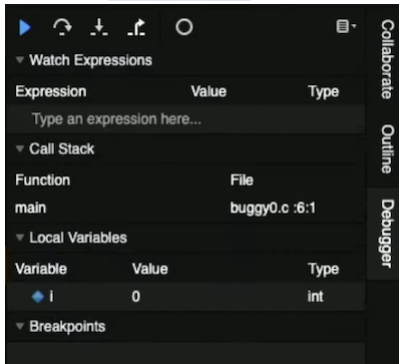 Watch Expressions
Expression Value Type
Type an expression here...
Call Stack
Function File
main buggy0.c :6:1
Local Variables
Variable Value Type
i 0 int
Breakpoints
Collaborate
Outline
Debugger